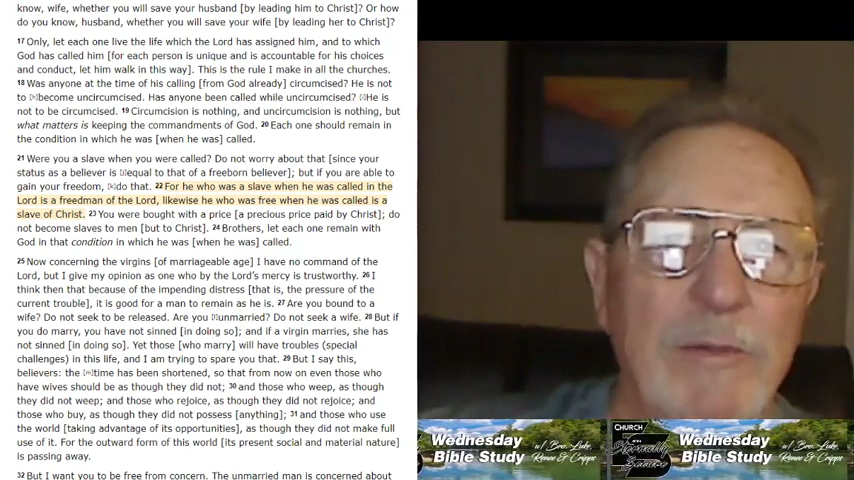 know, wife, whether you will save your husband [by leading him to Christ]? Or how
do you know, husband, whether you will save your wife [by leading her to Christ]?
17 Only, let each one live the life which the Lord has assigned him, and to which
God has called him [for each person is unique and is accountable for his choices
and conduct, let him walk in this way]. This is the rule I make in all the churches.
18 Was anyone at the time of his calling [from God already] circumcised? He is not
to become uncircumcised. Has anyone been called while uncircumcised? He is
not to be circumcised. 19 Circumcision is nothing, and uncircumcision is nothing, but
what matters is keeping the commandments of God. 20 Each one should remain in
the condition in which he was [when he was] called.
21 Were you a slave when you were called? Do not worry about that [since your
status as a believer is equal to that of a freeborn believer]; but if you are able to
gain your freedom, [k]do that. 22 For he who was a slave when he was called in the
Lord is a freedman of the Lord, likewise he who was free when he was called is a
slave of Christ. 23 You were bought with a price [a precious price paid by Christ]; do
not become slaves to men [but to Christ]. 24 Brothers, let each one remain with
God in that condition in which he was [when he was] called.
25 Now concerning the virgins [of marriageable age] I have no command of the
Lord, but I give my opinion as one who by the Lord's mercy is trustworthy. 26 I
think then that because of the impending distress [that is, the pressure of the
current trouble], it is good for a man to remain as he is. 27 Are you bound to a
wife? Do not seek to be released. Are you unmarried? Do not seek a wife. 28 But if
you do marry, you have not sinned [in doing so]; and if a virgin marries, she has
not sinned [in doing so]. Yet those [who marry] will have troubles (special
challenges) in this life, and I am trying to spare you that. 29 But I say this,
believers: the [m]time has been shortened, so that from now on even those who
have wives should be as though they did not; 30 and those who weep, as though
they did not weep; and those who rejoice, as though they did not rejoice; and
those who buy, as though they did not possess [anything]; 31 and those who use
the world [taking advantage of its opportunities], as though they did not make full
use of it. For the outward form of this world [its present social and material nature]
is passing away.
32 But I want you to be free from concern. The unmarried man is concerned about
Wednesday
Bible Study
w/ Bro. Luke,
Renee & Cripps
CHURCH
Eternally
Secure
Wednesday
Bible Study
w/ Bro. Luke,
Renee & Cripps